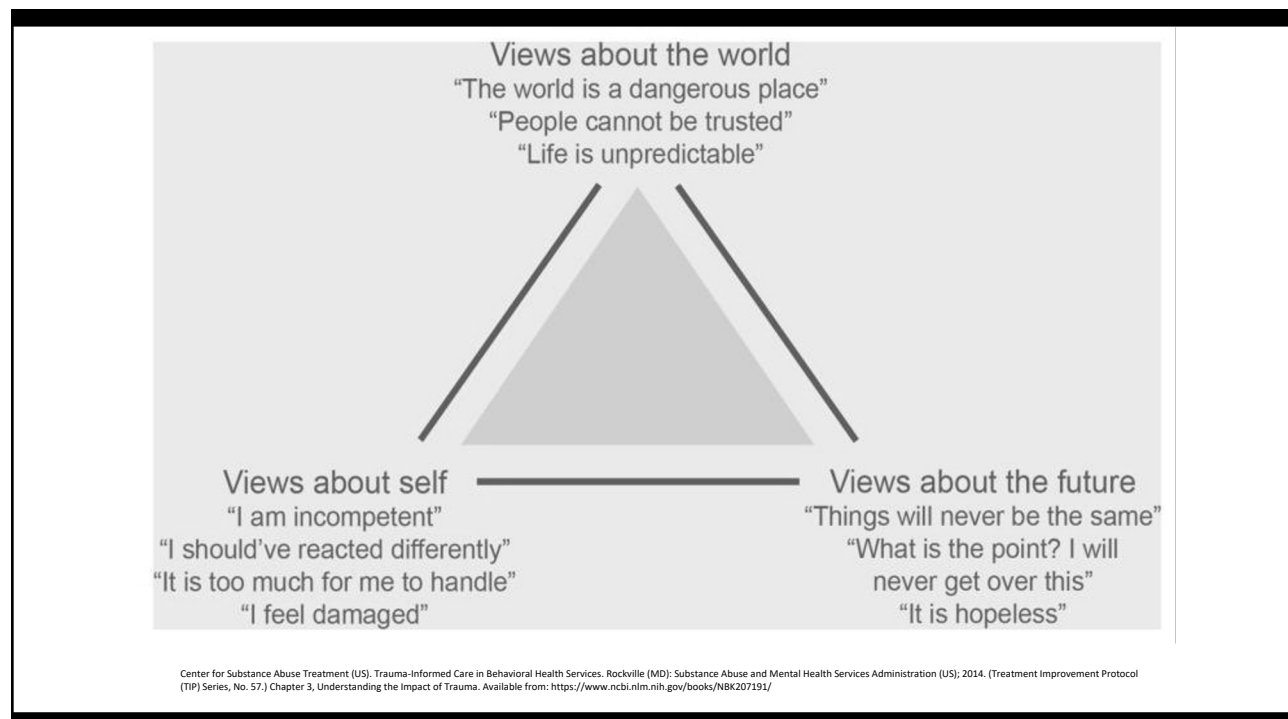 Views about the world
“The world is a dangerous place”
“People cannot be trusted”
“Life is unpredictable”
Views about self
“I am incompetent”
“I should’ve reacted differently”
“It is too much for me to handle”
“I feel damaged”
Views about the future
“Things will never be the same”
“What is the point? I will
never get over this”
“It is hopeless”
Center for Substance Abuse Treatment (US). Trauma-Informed Care in Behavioral Health Services. Rockville (MD): Substance Abuse and Mental Health Services Administration (US); 2014. (Treatment Improvement Protocol
(TIP) Series, No. 57.) Chapter 3, Understanding the Impact of Trauma. Available from: https://www.ncbi.nlm.nih.gov/books/NBK207191/